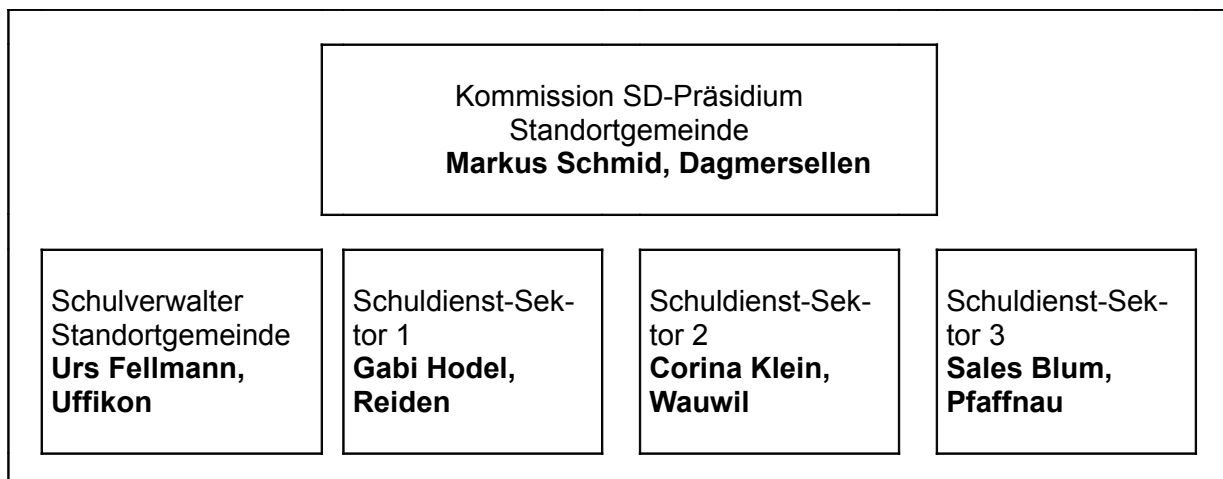 Kommission SD-Präsidium
Standortgemeinde
Markus Schmid, Dagmersellen
Schulverwalter
Standortgemeinde
Urs Fellmann,
Uffikon
Schuldienst-Sek-
tor 1
Gabi Hodel,
Reiden
Schuldienst-Sek-
tor 2
Corina Klein,
Wauwil
Schuldienst-Sek-
tor 3
Sales Blum,
Pfaffnau